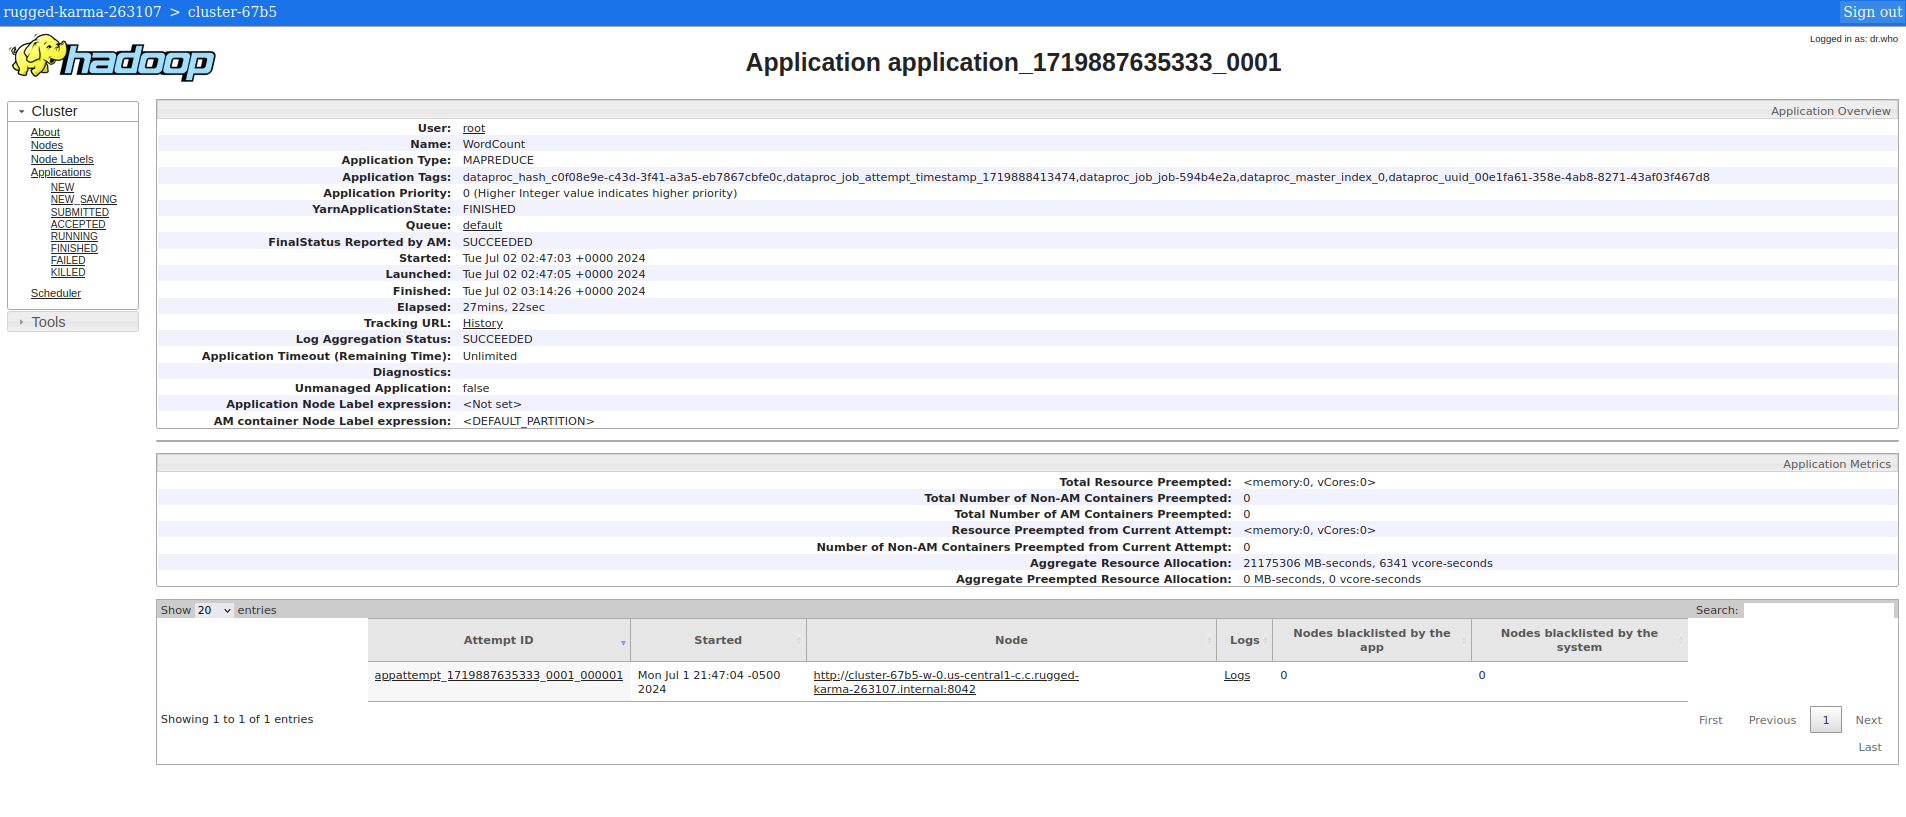 rugged-karma-263107 > cluster-67b5
Sign out
hadoop
Logged in as: dr.who
Application application_1719887635333_0001
Cluster
About
Nodes
Node Labels
Applications
NEW
NEW_SAVING
SUBMITTED
ACCEPTED
RUNNING
FINISHED
FAILED
KILLED
Scheduler
Tools
Application Overview
User: root
Name: WordCount
Application Type: MAPREDUCE
Application Tags: dataproc_hash_c0f08e9e-c43d-3f41-a3a5-eb7867cbfe0c,dataproc_job_attempt_timestamp_1719888413474,dataproc_job_job-594b4e2a,dataproc_master_index_0,dataproc_uuid_00e1fa61-358e-4ab8-8271-43af03f467d8
Application Priority: 0 (Higher Integer value indicates higher priority)
YarnApplicationState: FINISHED
Queue: default
FinalStatus Reported by AM: SUCCEEDED
Started: Tue Jul 02 02:47:03 +0000 2024
Launched: Tue Jul 02 02:47:05 +0000 2024
Finished: Tue Jul 02 03:14:26 +0000 2024
Elapsed: 27mins, 22sec
Tracking URL: History
Log Aggregation Status: SUCCEEDED
Application Timeout (Remaining Time): Unlimited
Diagnostics:
Unmanaged Application: false
Application Node Label expression: <Not set>
AM container Node Label expression: <DEFAULT_PARTITION>
Application Metrics
Total Resource Preempted: <memory:0, vCores:0>
Total Number of Non-AM Containers Preempted: 0
Total Number of AM Containers Preempted: 0
Resource Preempted from Current Attempt: <memory:0, vCores:0>
Number of Non-AM Containers Preempted from Current Attempt: 0
Aggregate Resource Allocation: 21175306 MB-seconds, 6341 vcore-seconds
Aggregate Preempted Resource Allocation: 0 MB-seconds, 0 vcore-seconds
Show 20 entries
Search:
Attempt ID
Started
Node
Logs
Nodes blacklisted by the
app
Nodes blacklisted by the
system
appattempt_1719887635333_0001_000001
Mon Jul 1 21:47:04 -0500
2024
http://cluster-67b5-w-0.us-central1-c.c.rugged-
karma-263107.internal:8042
Logs
0
0
Showing 1 to 1 of 1 entries
First Previous 1 Next
Last